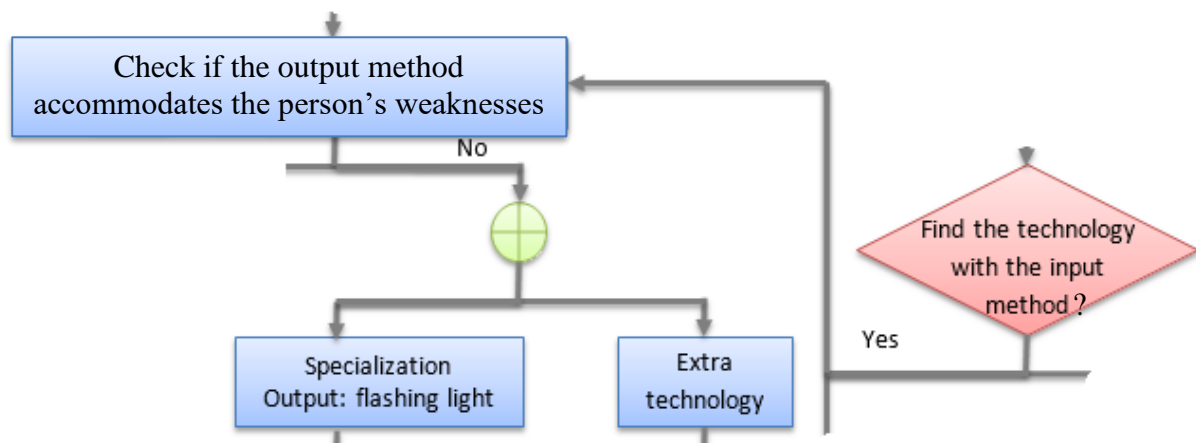 Check if the output method
accommodates the person’s weaknesses
No
Find the technology
with the input
method?
Yes
Specialization
Output: flashing light
Extra
technology